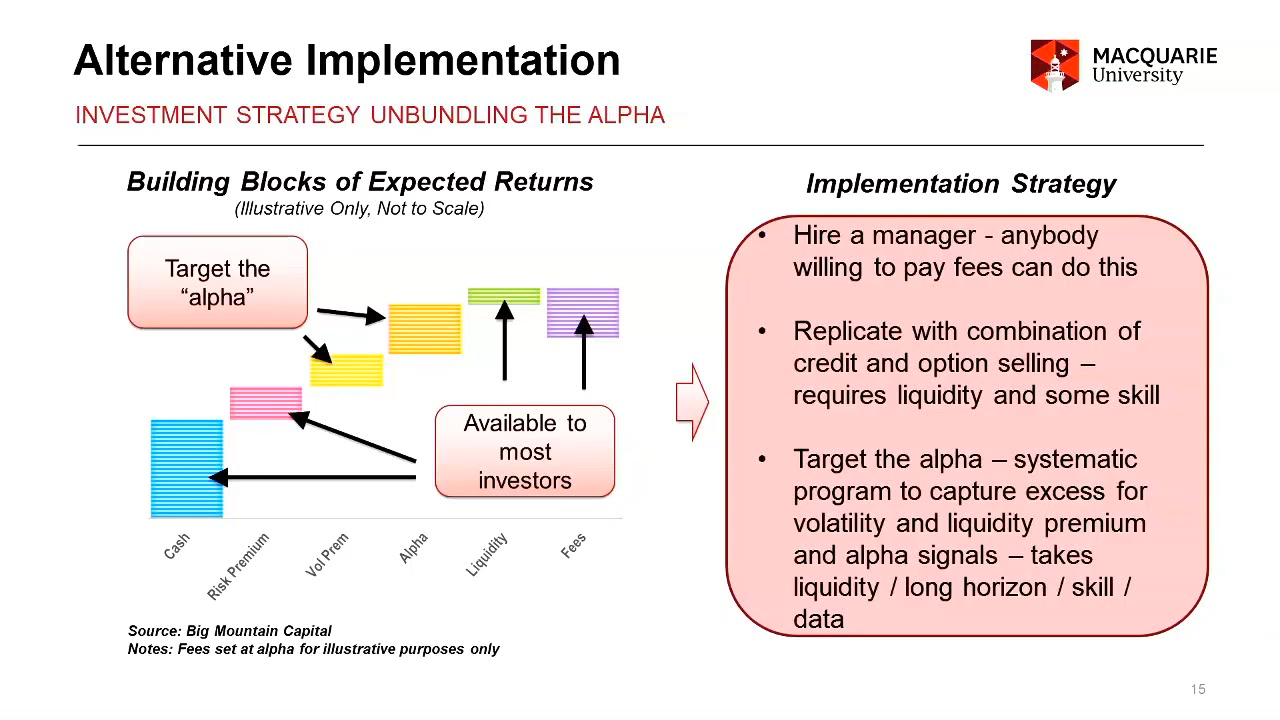 Alternative Implementation
MACQUARIE
University
INVESTMENT STRATEGY UNBUNDLING THE ALPHA
Building Blocks of Expected Returns
(Illustrative Only, Not to Scale)
Target the
“alpha”
Available to
most
investors
Cash
Risk Premium
Vol Prem
Alpha
Liquidity
Fees
Source: Big Mountain Capital
Notes: Fees set at alpha for illustrative purposes only
Implementation Strategy
• Hire a manager - anybody
willing to pay fees can do this
• Replicate with combination of
credit and option selling –
requires liquidity and some skill
• Target the alpha – systematic
program to capture excess for
volatility and liquidity premium
and alpha signals – takes
liquidity / long horizon / skill /
data
15